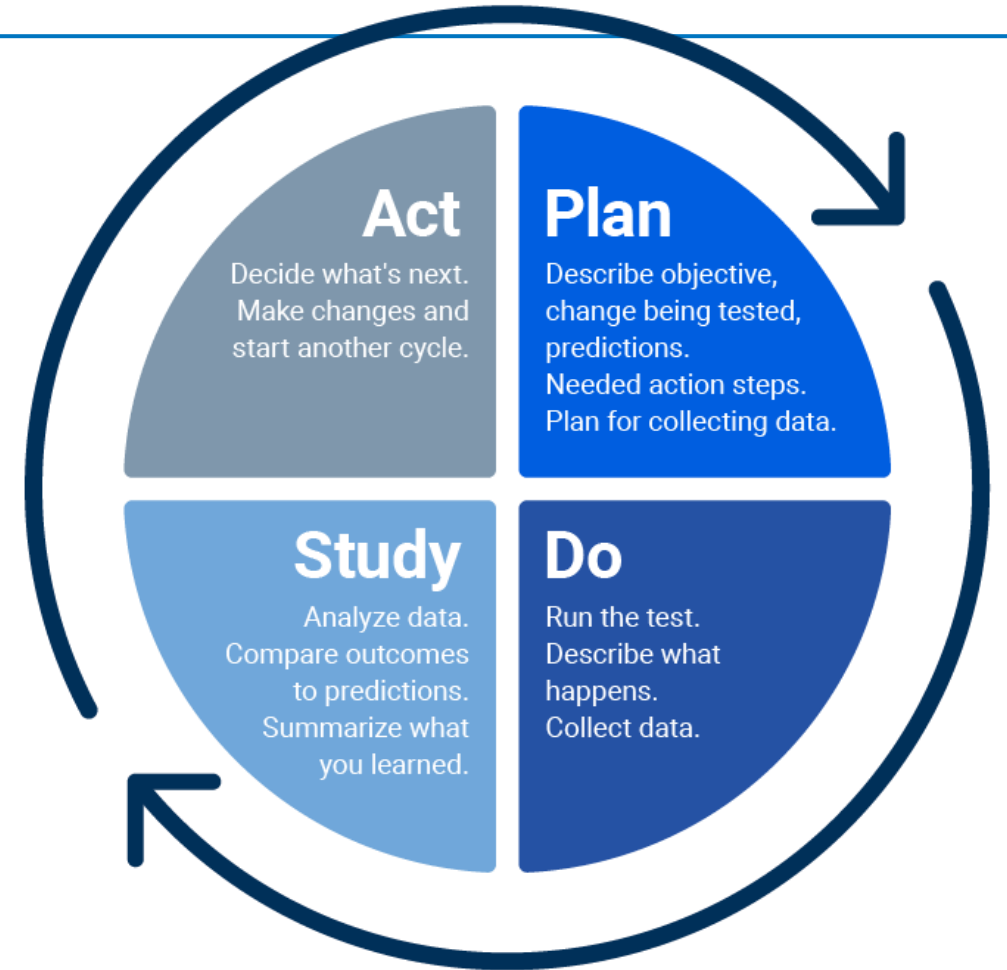 Act
Decide what's next.
Make changes and
start another cycle.
Plan
Describe objective,
change being tested,
predictions.
Needed action steps.
Plan for collecting data.
Study
Analyze data.
Compare outcomes
to predictions.
Summarize what
you learned.
Do
Run the test.
Describe what
happens.
Collect data.